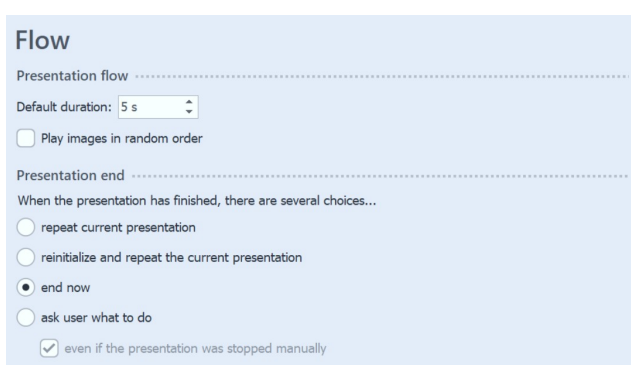 Flow
Presentation flow
Default duration: 5 s
Play images in random order
Presentation end
When the presentation has finished, there are several choices...
repeat current presentation
reinitialize and repeat the current presentation
end now
ask user what to do
even if the presentation was stopped manually